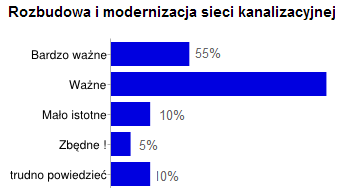 Rozbudowa i modernizacja sieci kanalizacyjnej
Bardzo ważne 55%
Ważne
Mało istotne 10%
Zbędne ! 5%
trudno powiedzieć 10%